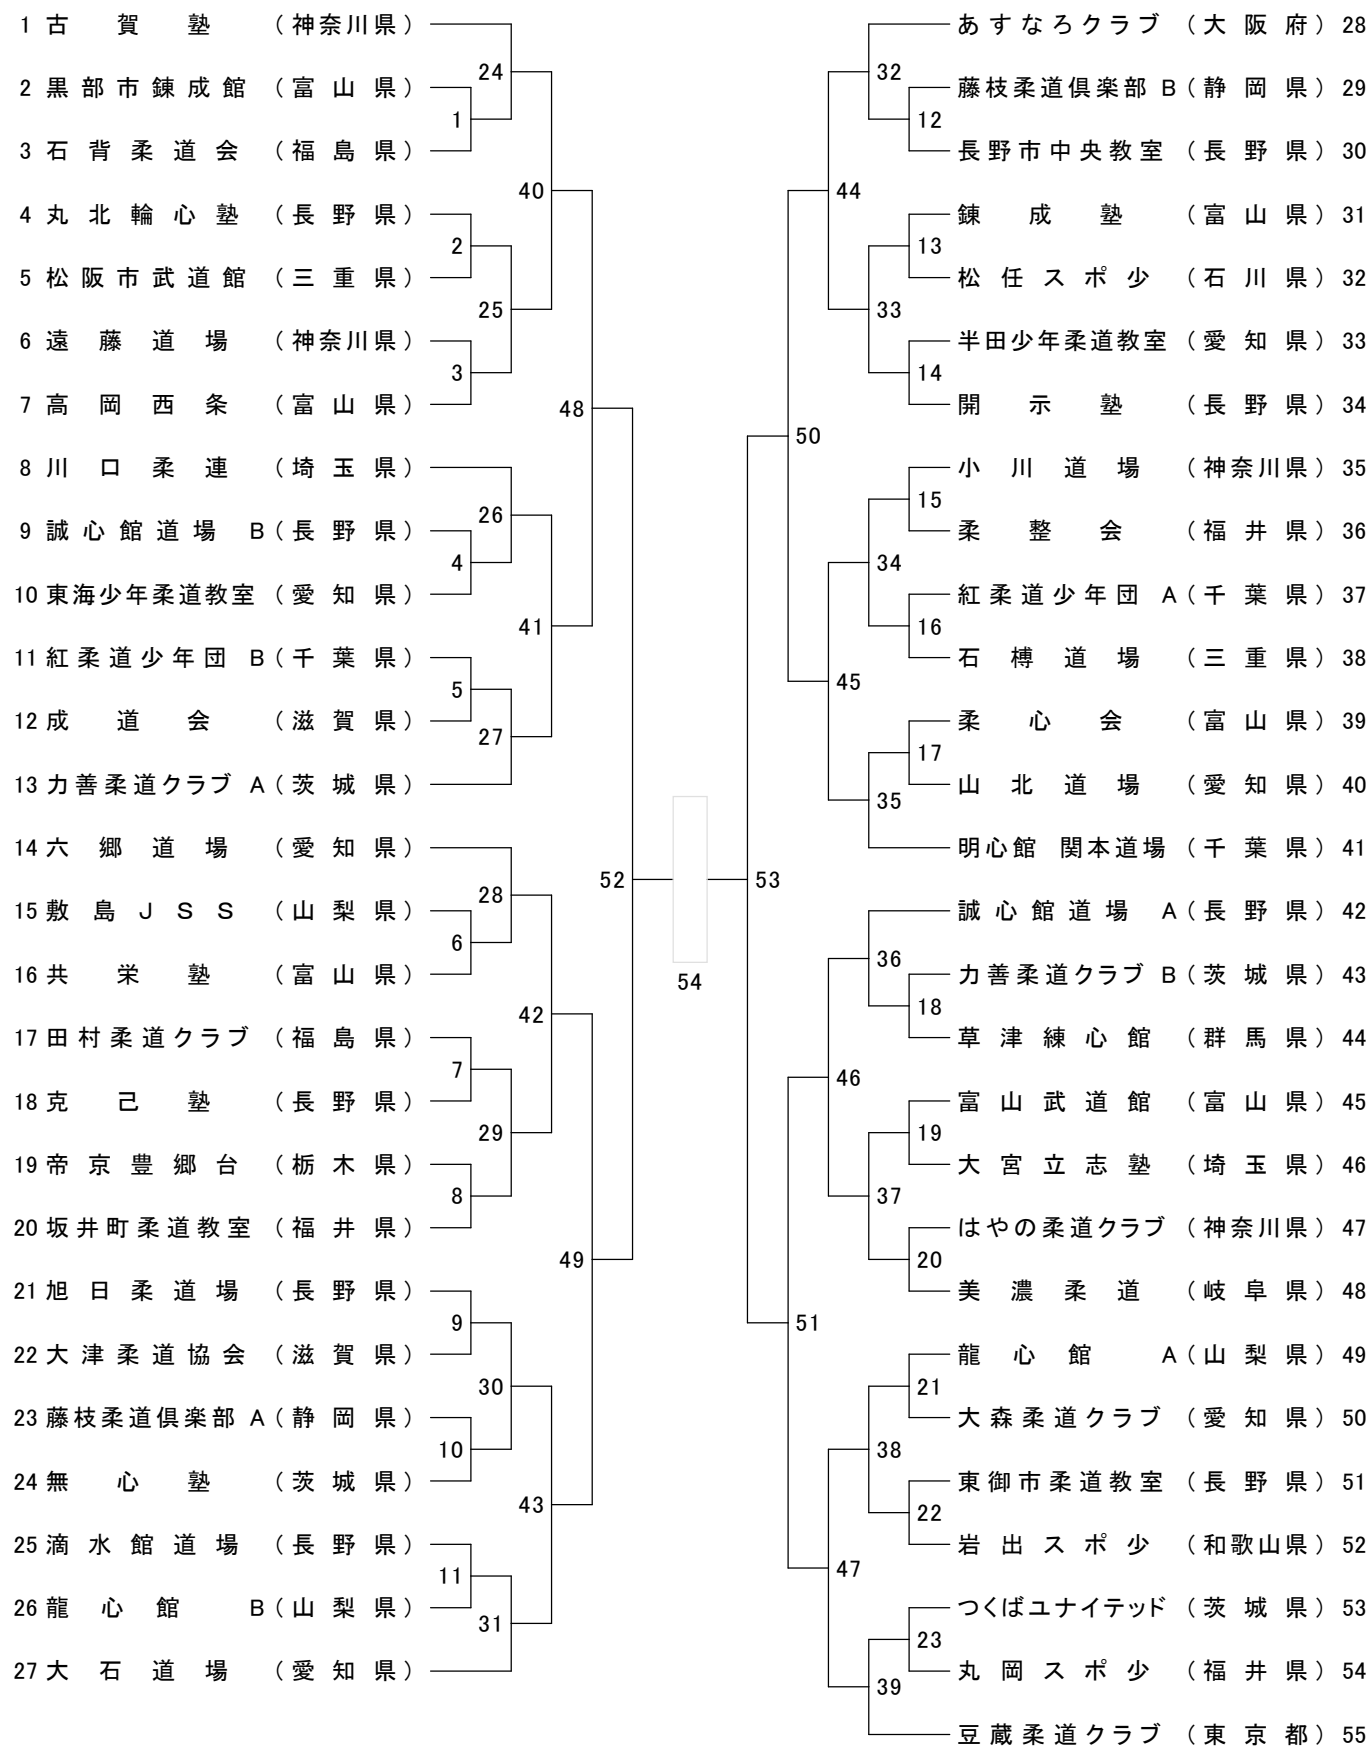 1 古賀塾 （神奈川県）
2 黒部市錬成館 （富山県）
3 石背柔道会 （福島県）
4 丸北輪心塾 （長野県）
5 松阪市武道館 （三重県）
6 遠藤道場 （神奈川県）
7 高岡西条 （富山県）
8 川口柔連 （埼玉県）
9 誠心館道場 B（長野県）
10 東海少年柔道教室 （愛知県）
11 紅柔道少年団 B（千葉県）
12 成道会 （滋賀県）
13 力善柔道クラブ A（茨城県）
14 六郷道場 （愛知県）
15 敷島ＪＳＳ （山梨県）
16 共栄塾 （富山県）
17 田村柔道クラブ （福島県）
18 克己塾 （長野県）
19 帝京豊郷台 （栃木県）
20 坂井町柔道教室 （福井県）
21 旭日柔道場 （長野県）
22 大津柔道協会 （滋賀県）
23 藤枝柔道倶楽部 A（静岡県）
24 無心塾 （茨城県）
25 滴水館道場 （長野県）
26 龍心館 B（山梨県）
27 大石道場 （愛知県）
1
2
3
4
5
6
7
8
9
10
11
24
25
26
27
28
29
30
31
40
41
42
43
48
49
52
54
53
50
51
44
45
46
47
32
33
34
35
36
37
38
39
12
13
14
15
16
17
18
19
20
21
22
23
あすなろクラブ （大阪府） 28
藤枝柔道倶楽部 B（静岡県） 29
長野市中央教室 （長野県） 30
錬成塾 （富山県） 31
松任スポ少 （石川県） 32
半田少年柔道教室 （愛知県） 33
開示塾 （長野県） 34
小川道場 （神奈川県） 35
柔整会 （福井県） 36
紅柔道少年団 A（千葉県） 37
石榑道場 （三重県） 38
柔心会 （富山県） 39
山北道場 （愛知県） 40
明心館 関本道場 （千葉県） 41
誠心館道場 A（長野県） 42
力善柔道クラブ B（茨城県） 43
草津練心館 （群馬県） 44
富山武道館 （富山県） 45
大宮立志塾 （埼玉県） 46
はやの柔道クラブ （神奈川県） 47
美濃柔道 （岐阜県） 48
龍心館 A（山梨県） 49
大森柔道クラブ （愛知県） 50
東御市柔道教室 （長野県） 51
岩出スポ少 （和歌山県） 52
つくばユナイテッド （茨城県） 53
丸岡スポ少 （福井県） 54
豆蔵柔道クラブ （東京都） 55